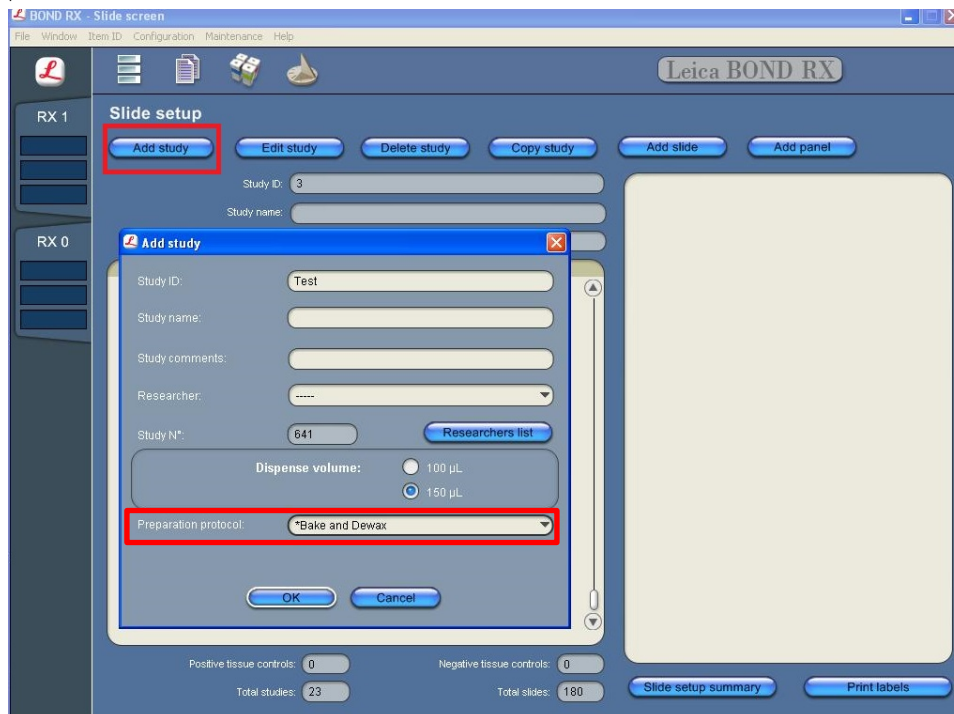 BOND RX - Slide screen
File Window Item ID Configuration Maintenance Help
Leica BOND RX
RX 1
Slide setup
Add study Edit study Delete study Copy study Add slide Add panel
Study ID: 3
Study name:
RX 0
Add study
Study ID: Test
Study name:
Study comments:
Researcher: -----
Study N°: 641 Researchers list
Dispense volume: 100 µL
150 µL
Preparation protocol: *Bake and Dewax
OK Cancel
Positive tissue controls: 0 Negative tissue controls: 0
Total studies: 23 Total slides: 180 Slide setup summary Print labels